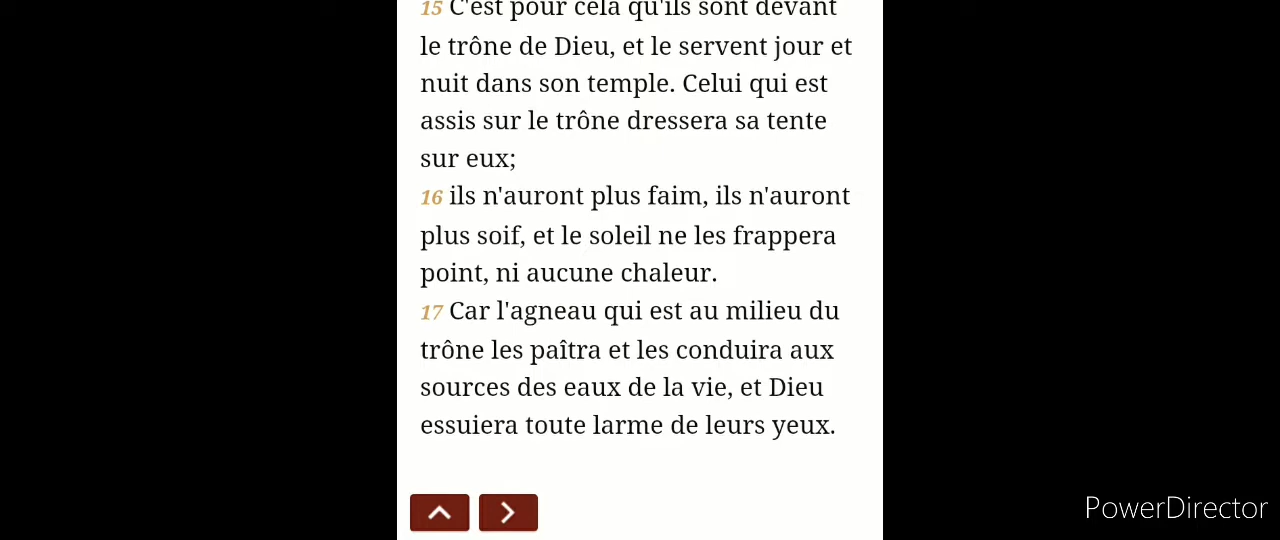 15 C'est pour cela qu'ils sont devant
le trône de Dieu, et le servent jour et
nuit dans son temple. Celui qui est
assis sur le trône dressera sa tente
sur eux;
16 ils n'auront plus faim, ils n'auront
plus soif, et le soleil ne les frappera
point, ni aucune chaleur.
17 Car l'agneau qui est au milieu du
trône les paîtra et les conduira aux
sources des eaux de la vie, et Dieu
essuiera toute larme de leurs yeux.
PowerDirector